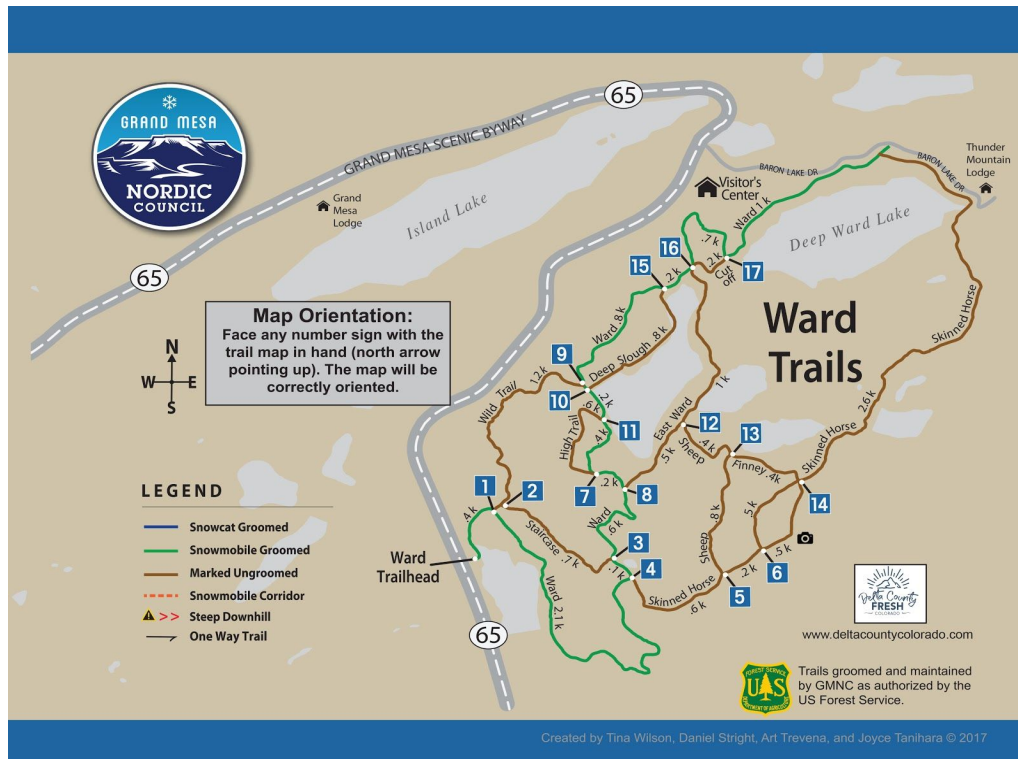 65
GRAND MESA SCENIC BYWAY
GRAND MESA
NORDIC
COUNCIL
Grand
Mesa
Lodge
Island Lake
65
BARON LAKE DR
BARON LAKE DR
Thunder
Mountain
Lodge
Visitor's
Center
Ward 1 k
Deep Ward Lake
.7 k
16
.2 k
Cut
off
17
15
.2 k
Map Orientation:
Face any number sign with the
trail map in hand (north arrow
pointing up). The map will be
correctly oriented.
N
W
E
S
Ward .8 k
Deep Slough .8 k
Ward
Trails
Skinned Horse
9
1.2 k
Wild Trail
10
.2 k
.6 k
High Trail
11
.4 k
1 k
East Ward
.5 k
12
.4 k
Sheep
13
Finney .4k
Skinned Horse 2.6 k
14
7
.2 k
8
Ward
.6 k
1
2
.4 k
Staircase .7 k
3
.1 k
4
Ward
Trailhead
Ward 2.1 k
Sheep .8 k
.5 k
.5 k
6
.2 k
5
Skinned Horse
.6 k
65
LEGEND
Snowcat Groomed
Snowmobile Groomed
Marked Ungroomed
Snowmobile Corridor
>> Steep Downhill
One Way Trail
Delta County
FRESH
COLORADO
www.deltacountycolorado.com
FOREST SERVICE
US
DEPARTMENT OF AGRICULTURE
Trails groomed and maintained
by GMNC as authorized by the
US Forest Service.
Created by Tina Wilson, Daniel Stright, Art Trevena, and Joyce Tanihara © 2017